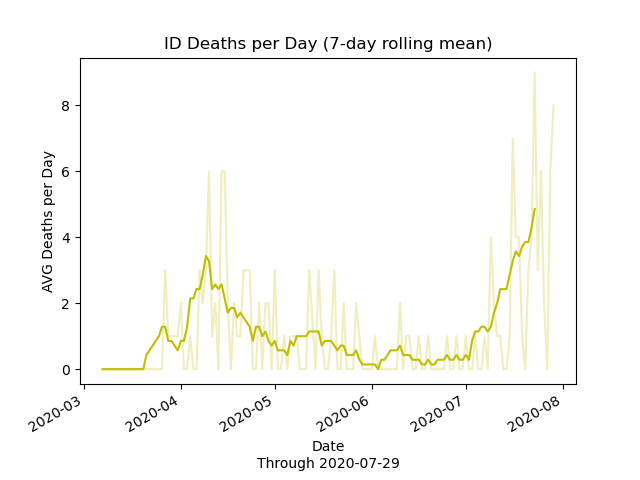 ID Deaths per Day (7-day rolling mean)
AVG Deaths per Day
8
6
4
2
0
2020-03
2020-04
2020-05
2020-06
2020-07
2020-08
Date
Through 2020-07-29